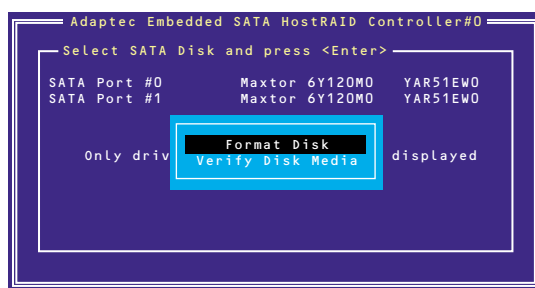 Adaptec Embedded SATA HostRAID Controller#0
Select SATA Disk and press <Enter>
SATA Port #0 Maxtor 6Y120M0 YAR51EW0
SATA Port #1 Maxtor 6Y120M0 YAR51EW0
Format Disk
Only driv Verify Disk Media displayed